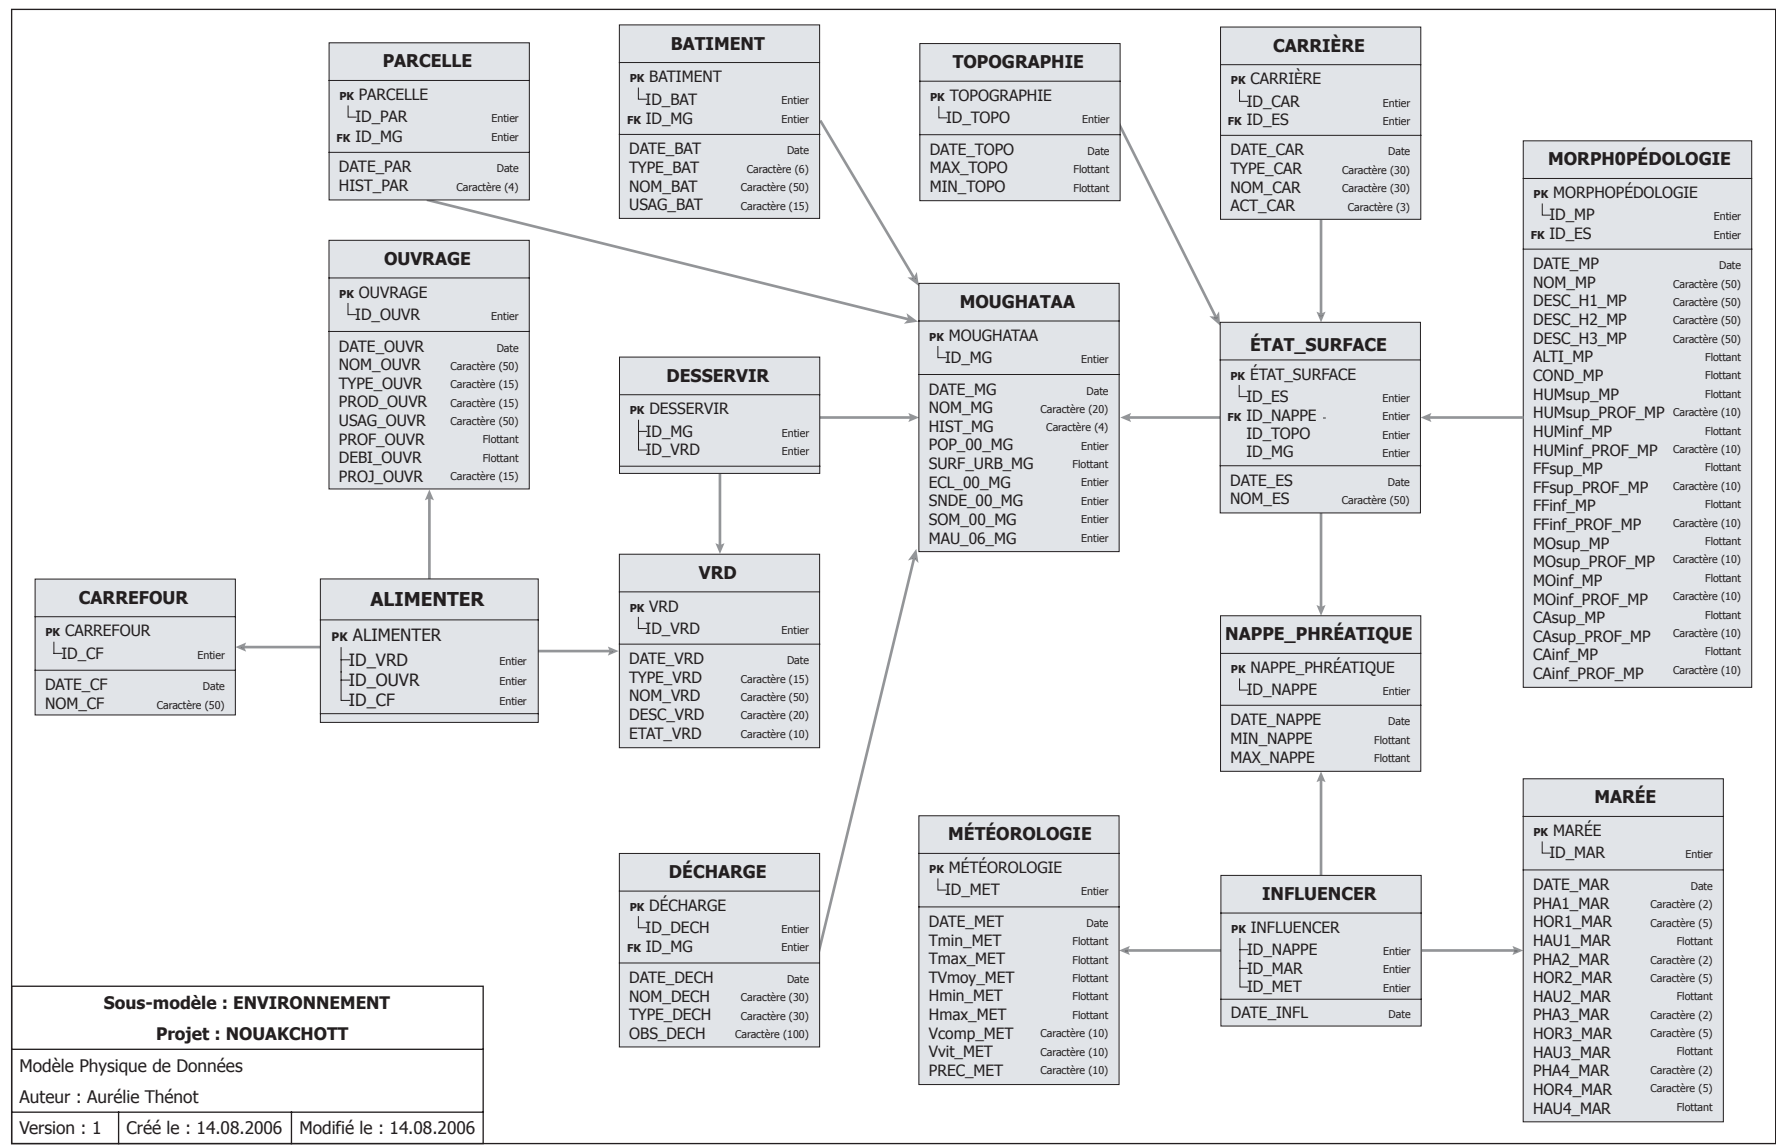 PARCELLE
PK PARCELLE
ID_PAR Entier
FK ID_MG Entier
DATE_PAR Date
HIST_PAR Caractère (4)
BATIMENT
PK BATIMENT
ID_BAT Entier
FK ID_MG Entier
DATE_BAT Date
TYPE_BAT Caractère (6)
NOM_BAT Caractère (50)
USAG_BAT Caractère (15)
TOPOGRAPHIE
PK TOPOGRAPHIE
ID_TOPO Entier
DATE_TOPO Date
MAX_TOPO Flottant
MIN_TOPO Flottant
CARRIÈRE
PK CARRIÈRE
ID_CAR Entier
FK ID_ES Entier
DATE_CAR Date
TYPE_CAR Caractère (30)
NOM_CAR Caractère (30)
ACT_CAR Caractère (3)
MORPH0PÉDOLOGIE
PK MORPHOPÉDOLOGIE
ID_MP Entier
FK ID_ES Entier
DATE_MP Date
NOM_MP Caractère (50)
DESC_H1_MP Caractère (50)
DESC_H2_MP Caractère (50)
DESC_H3_MP Caractère (50)
ALTI_MP Flottant
COND_MP Flottant
HUMsup_MP Flottant
HUMsup_PROF_MP Caractère (10)
HUMinf_MP Flottant
HUMinf_PROF_MP Caractère (10)
FFsup_MP Flottant
FFsup_PROF_MP Caractère (10)
FFinf_MP Flottant
FFinf_PROF_MP Caractère (10)
MOsup_MP Flottant
MOsup_PROF_MP Caractère (10)
MOinf_MP Flottant
MOinf_PROF_MP Caractère (10)
CAsup_MP Flottant
CAsup_PROF_MP Caractère (10)
CAinf_MP Flottant
CAinf_PROF_MP Caractère (10)
OUVRAGE
PK OUVRAGE
ID_OUVR Entier
DATE_OUVR Date
NOM_OUVR Caractère (50)
TYPE_OUVR Caractère (15)
PROD_OUVR Caractère (15)
USAG_OUVR Caractère (50)
PROF_OUVR Flottant
DEBI_OUVR Flottant
PROJ_OUVR Caractère (15)
DESSERVIR
PK DESSERVIR
ID_MG Entier
ID_VRD Entier
MOUGHATAA
PK MOUGHATAA
ID_MG Entier
DATE_MG Date
NOM_MG Caractère (20)
HIST_MG Caractère (4)
POP_00_MG Entier
SURF_URB_MG Flottant
ECL_00_MG Entier
SNDE_00_MG Entier
SOM_00_MG Entier
MAU_06_MG Entier
ÉTAT_SURFACE
PK ÉTAT_SURFACE
ID_ES Entier
FK ID_NAPPE - Entier
ID_TOPO Entier
ID_MG Entier
DATE_ES Date
NOM_ES Caractère (50)
CARREFOUR
PK CARREFOUR
ID_CF Entier
DATE_CF Date
NOM_CF Caractère (50)
ALIMENTER
PK ALIMENTER
ID_VRD Entier
ID_OUVR Entier
ID_CF Entier
VRD
PK VRD
ID_VRD Entier
DATE_VRD Date
TYPE_VRD Caractère (15)
NOM_VRD Caractère (50)
DESC_VRD Caractère (20)
ETAT_VRD Caractère (10)
NAPPE_PHRÉATIQUE
PK NAPPE_PHRÉATIQUE
ID_NAPPE Entier
DATE_NAPPE Date
MIN_NAPPE Flottant
MAX_NAPPE Flottant
DÉCHARGE
PK DÉCHARGE
ID_DECH Entier
FK ID_MG Entier
DATE_DECH Date
NOM_DECH Caractère (30)
TYPE_DECH Caractère (30)
OBS_DECH Caractère (100)
MÉTÉOROLOGIE
PK MÉTÉOROLOGIE
ID_MET Entier
DATE_MET Date
Tmin_MET Flottant
Tmax_MET Flottant
TVmoy_MET Flottant
Hmin_MET Flottant
Hmax_MET Flottant
Vcomp_MET Caractère (10)
Vvit_MET Caractère (10)
PREC_MET Caractère (10)
INFLUENCER
PK INFLUENCER
ID_NAPPE Entier
ID_MAR Entier
ID_MET Entier
DATE_INFL Date
MARÉE
PK MARÉE
ID_MAR Entier
DATE_MAR Date
PHA1_MAR Caractère (2)
HOR1_MAR Caractère (5)
HAU1_MAR Flottant
PHA2_MAR Caractère (2)
HOR2_MAR Caractère (5)
HAU2_MAR Flottant
PHA3_MAR Caractère (2)
HOR3_MAR Caractère (5)
HAU3_MAR Flottant
PHA4_MAR Caractère (2)
HOR4_MAR Caractère (5)
HAU4_MAR Flottant
Sous-modèle : ENVIRONNEMENT
Projet : NOUAKCHOTT
Modèle Physique de Données
Auteur : Aurélie Thénot
Version : 1 Créé le : 14.08.2006 Modifié le : 14.08.2006